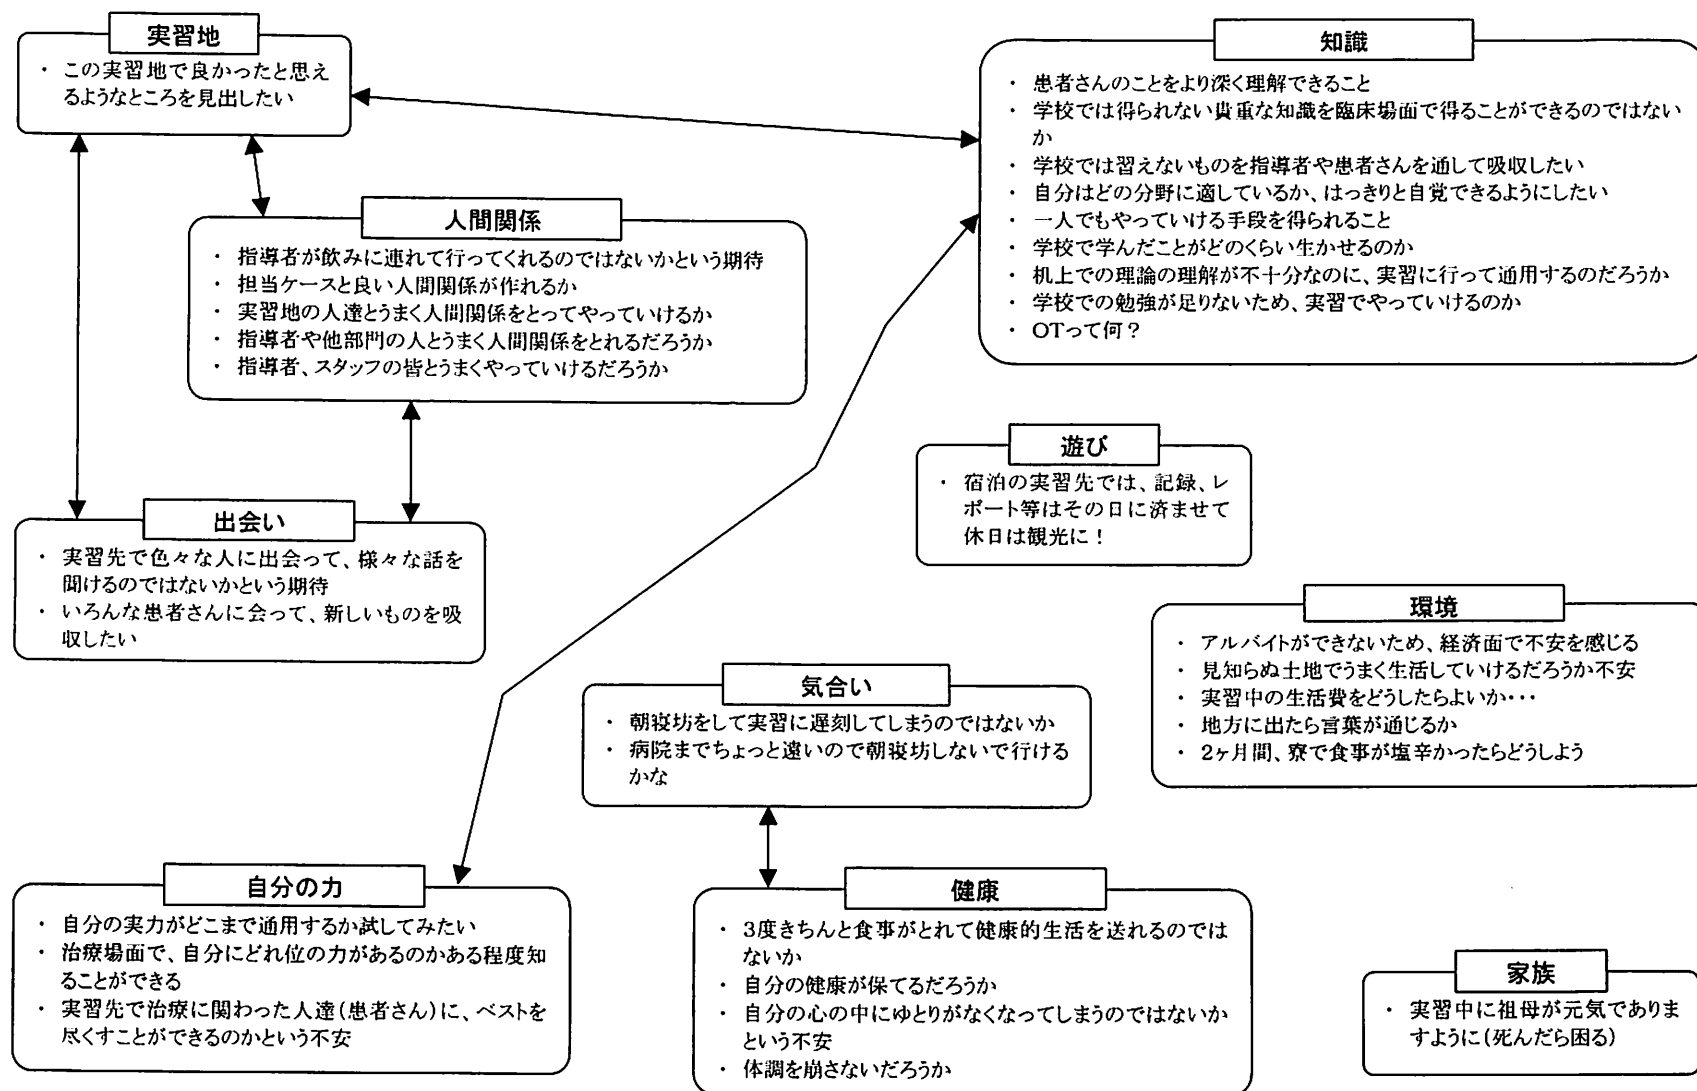 実習地
・ この実習地で良かったと思え
るようなところを見出したい
知識
・ 患者さんのことをより深く理解できること
・ 学校では得られない貴重な知識を臨床場面で得ることができるのではない
か
・ 学校では習えないものを指導者や患者さんを通して吸収したい
・ 自分はどの分野に適しているか、はっきりと自覚できるようにしたい
・ 一人でもやっていける手段を得られること
・ 学校で学んだことがどのくらい生かせるのか
・ 机上での理論の理解が不十分なのに、実習に行って通用するのだろうか
・ 学校での勉強が足りないため、実習でやっていけるのか
・ OTって何？
人間関係
・ 指導者が飲みに連れて行ってくれるのではないかという期待
・ 担当ケースと良い人間関係が作れるか
・ 実習地の人達とうまく人間関係をとってやっていけるか
・ 指導者や他部門の人とうまく人間関係をとれるだろうか
・ 指導者、スタッフの皆とうまくやっていけるだろうか
遊び
・ 宿泊の実習先では、記録、レ
ポート等はその日に済ませて
休日は観光に！
出会い
・ 実習先で色々な人に出会って、様々な話を
聞けるのではないかという期待
・ いろんな患者さんに会って、新しいものを吸
収したい
環境
・ アルバイトができないため、経済面で不安を感じる
・ 見知らぬ土地でうまく生活していけるだろうか不安
・ 実習中の生活費をどうしたらよいか・・・
・ 地方に出たら言葉が通じるか
・ 2ヶ月間、寮で食事が塩辛かったらどうしよう
気合い
・ 朝寝坊をして実習に遅刻してしまうのではないか
・ 病院までちょっと遠いので朝寝坊しないで行ける
かな
自分の力
・ 自分の実力がどこまで通用するか試してみたい
・ 治療場面で、自分にどれ位の力があるのかある程度知
ることができる
・ 実習先で治療に関わった人達(患者さん)に、ベストを
尽くすことができるのかという不安
健康
・ 3度きちんと食事がとれて健康的生活を送れるのでは
ないか
・ 自分の健康が保てるだろうか
・ 自分の心の中にゆとりがなくなってしまうのではないか
という不安
・ 体調を崩さないだろうか
家族
・ 実習中に祖母が元気でありま
すように(死んだら困る)